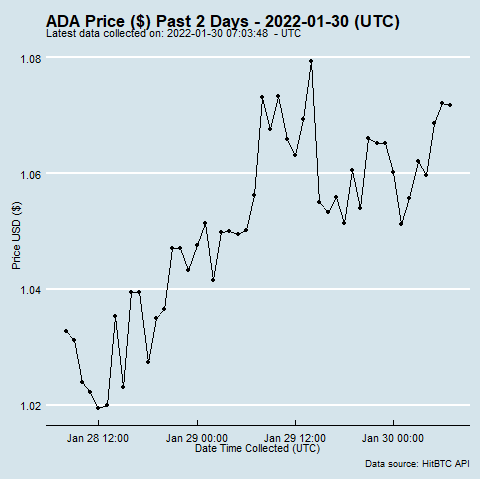 ADA Price ($) Past 2 Days - 2022-01-30 (UTC)
Latest data collected on: 2022-01-30 07:03:48 - UTC
1.08
1.06
1.04
1.02
Price USD ($)
Jan 28 12:00
Jan 29 00:00
Jan 29 12:00
Jan 30 00:00
Date Time Collected (UTC)
Data source: HitBTC API